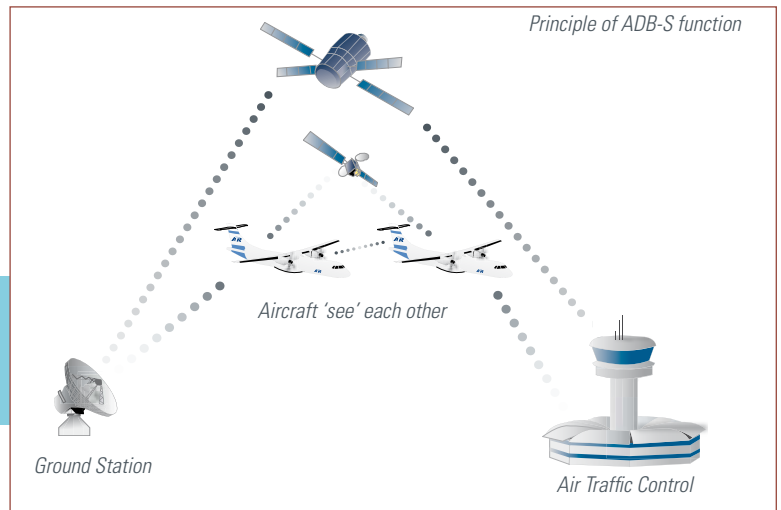 Principle of ADB-S function
Aircraft ‘see’ each other
Ground Station
Air Traffic Control